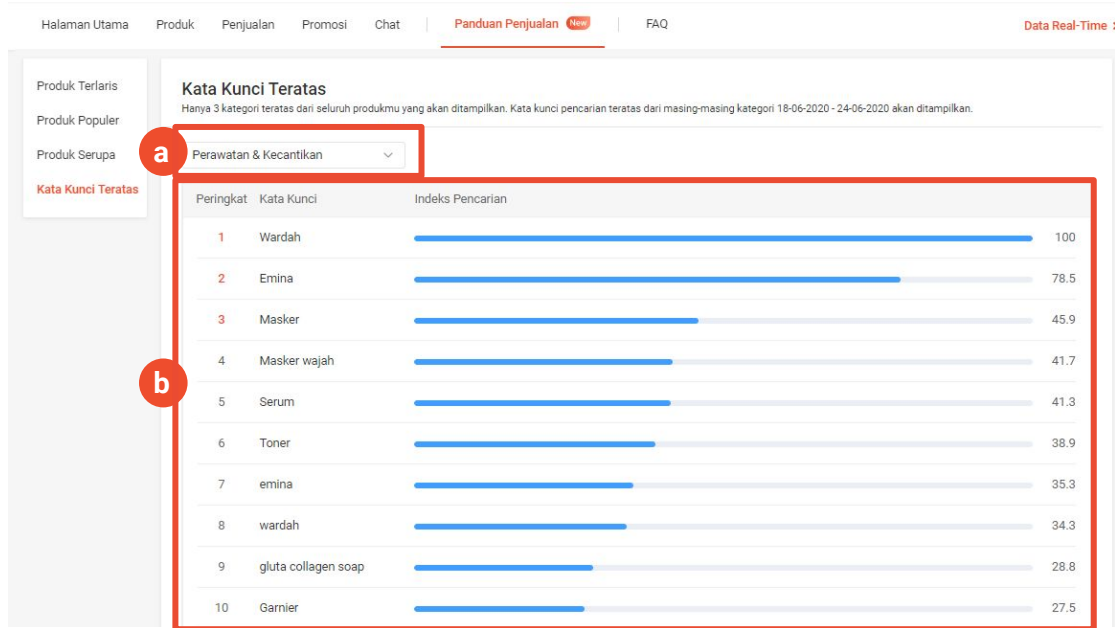 Halaman Utama Produk Penjualan Promosi Chat Panduan Penjualan New FAQ Data Real-Time
Produk Terlaris
Produk Populer
Produk Serupa
Kata Kunci Teratas
Kata Kunci Teratas
Hanya 3 kategori teratas dari seluruh produkmu yang akan ditampilkan. Kata kunci pencarian teratas dari masing-masing kategori 18-06-2020 - 24-06-2020 akan ditampilkan.
a
Perawatan & Kecantikan
b
Peringkat Kata Kunci Indeks Pencarian
1 Wardah 100
2 Emina 78.5
3 Masker 45.9
4 Masker wajah 41.7
5 Serum 41.3
6 Toner 38.9
7 emina 35.3
8 wardah 34.3
9 gluta collagen soap 28.8
10 Garnier 27.5